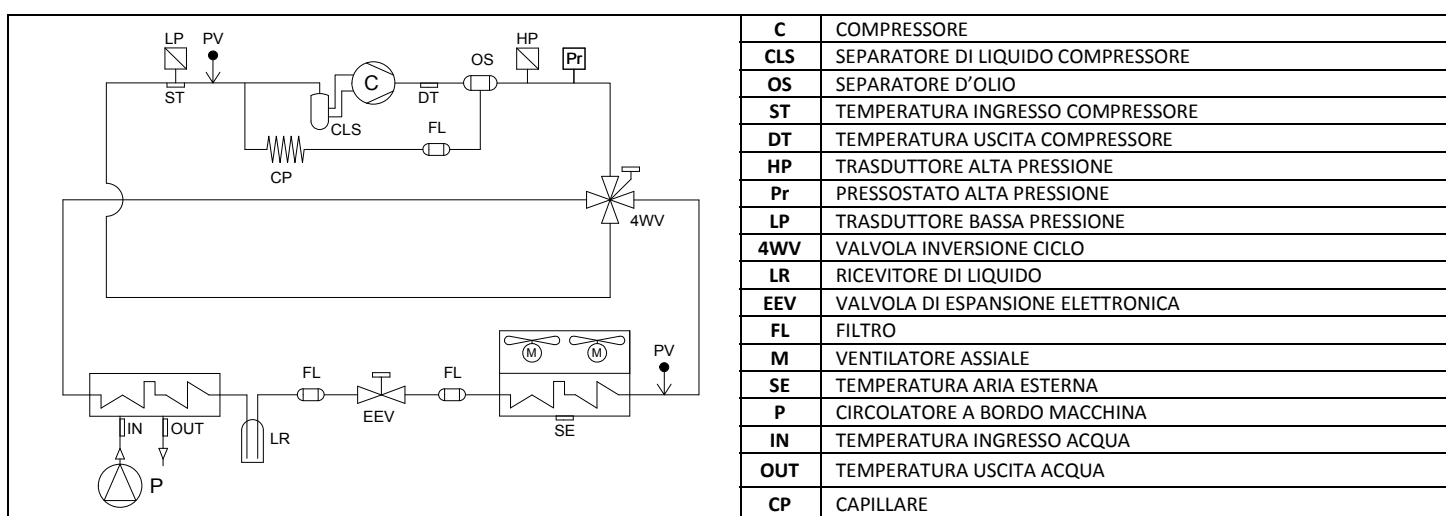 LP PV HP
OS Pr
C
ST DT
CLS FL
CP
4WV
M M PV
FL FL
EEV
SE
IN OUT LR
P
C COMPRESSORE
CLS SEPARATORE DI LIQUIDO COMPRESSORE
OS SEPARATORE D’OLIO
ST TEMPERATURA INGRESSO COMPRESSORE
DT TEMPERATURA USCITA COMPRESSORE
HP TRASDUTTORE ALTA PRESSIONE
Pr PRESSOSTATO ALTA PRESSIONE
LP TRASDUTTORE BASSA PRESSIONE
4WV VALVOLA INVERSIONE CICLO
LR RICEVITORE DI LIQUIDO
EEV VALVOLA DI ESPANSIONE ELETTRONICA
FL FILTRO
M VENTILATORE ASSIALE
SE TEMPERATURA ARIA ESTERNA
P CIRCOLATORE A BORDO MACCHINA
IN TEMPERATURA INGRESSO ACQUA
OUT TEMPERATURA USCITA ACQUA
CP CAPILLARE